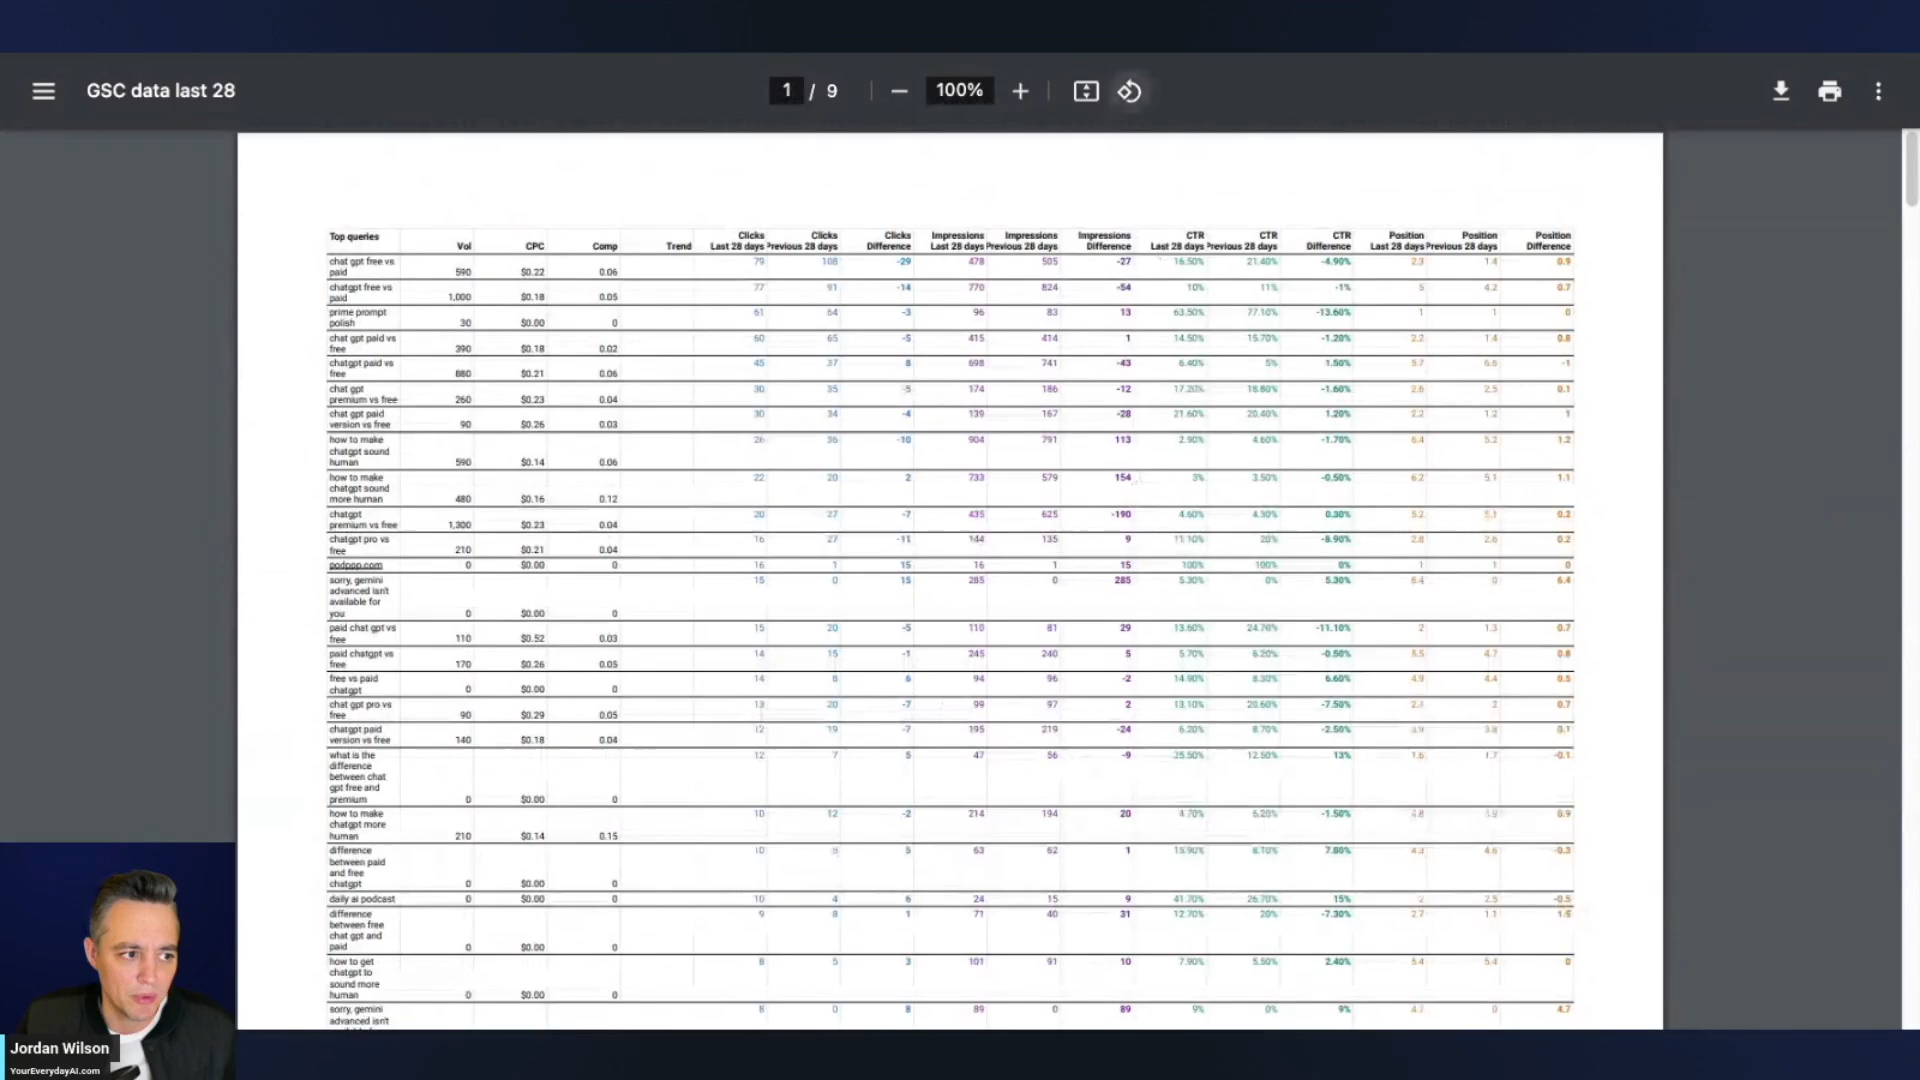 GSC data last 28
1 / 9
100%
Top queries Vol CPC Comp Trend Clicks Last 28 days Clicks Previous 28 days Clicks Difference Impressions Last 28 days Impressions Previous 28 days Impressions Difference CTR Last 28 days CTR Previous 28 days CTR Difference Position Last 28 days Position Previous 28 days Position Difference
chat gpt free vs paid 590 $0.22 0.06 79 108 -29 478 505 -27 16.50% 21.40% -4.90% 2.3 1.4 0.9
chatgpt free vs paid 1,000 $0.18 0.05 77 91 -14 770 824 -54 10% 11% -1% 5 4.2 0.7
prime prompt polish 30 $0.00 0 61 64 -3 96 83 13 63.50% 77.10% -13.60% 1 1 0
chat gpt paid vs free 390 $0.18 0.02 60 65 -5 415 414 1 14.50% 15.70% -1.20% 2.2 1.4 0.8
chatgpt paid vs free 880 $0.21 0.06 45 37 8 698 741 -43 6.40% 5% 1.50% 5.7 6.6 -1
chat gpt premium vs free 260 $0.23 0.04 30 35 -5 174 186 -12 17.20% 18.80% -1.60% 2.6 2.5 0.1
chat gpt paid version vs free 90 $0.26 0.03 30 34 -4 139 167 -28 21.60% 20.40% 1.20% 2.2 1.2 1
how to make chatgpt sound human 590 $0.14 0.06 26 36 -10 904 791 113 2.90% 4.60% -1.70% 6.4 5.2 1.2
how to make chatgpt sound more human 480 $0.16 0.12 22 20 2 733 579 154 3% 3.50% -0.50% 6.2 5.1 1.1
chatgpt premium vs free 1,300 $0.23 0.04 20 27 -7 435 625 -190 4.60% 4.30% 0.30% 5.2 5.1 0.2
chatgpt pro vs free 210 $0.21 0.04 16 27 -11 144 135 9 11.10% 20% -8.90% 2.8 2.6 0.2
podppp.com 0 $0.00 0 16 1 15 16 1 15 100% 100% 0% 1 1 0
sorry, gemini advanced isn't available for you 0 $0.00 0 15 0 15 285 0 285 5.30% 0% 5.30% 6.4 0 6.4
paid chat gpt vs free 110 $0.52 0.03 15 20 -5 110 81 29 13.60% 24.70% -11.10% 2 1.3 0.7
paid chatgpt vs free 170 $0.26 0.05 14 15 -1 245 240 5 5.70% 6.20% -0.50% 5.5 4.7 0.8
free vs paid chatgpt 0 $0.00 0 14 8 6 94 96 -2 14.90% 8.30% 6.60% 4.9 4.4 0.5
chat gpt pro vs free 90 $0.29 0.05 13 20 -7 99 97 2 13.10% 20.60% -7.50% 2.7 2 0.7
chatgpt paid version vs free 140 $0.18 0.04 12 19 -7 195 219 -24 6.20% 8.70% -2.50% 3.9 3.8 0.1
what is the difference between chat gpt free and premium 0 $0.00 0 12 7 5 47 56 -9 25.50% 12.50% 13% 1.6 1.7 -0.1
how to make chatgpt more human 210 $0.14 0.15 10 12 -2 214 194 20 4.70% 6.20% -1.50% 4.8 3.9 0.9
difference between paid and free chatgpt 0 $0.00 0 10 5 5 63 62 1 15.90% 8.10% 7.80% 4.3 4.6 -0.3
daily ai podcast 0 $0.00 0 10 4 6 24 15 9 41.70% 26.70% 15% 2 2.5 -0.5
difference between free chat gpt and paid 0 $0.00 0 9 8 1 71 40 31 12.70% 20% -7.30% 2.7 1.1
how to get chatgpt to sound more human 0 $0.00 0 8 5 3 101 91 10 7.90% 5.50% 2.40% 5.4 5.4 0
sorry, gemini advanced isn't 8 0 8 89 0 89 9% 0% 9% 4.7 0 4.7
Jordan Wilson
YourEverydayAI.com